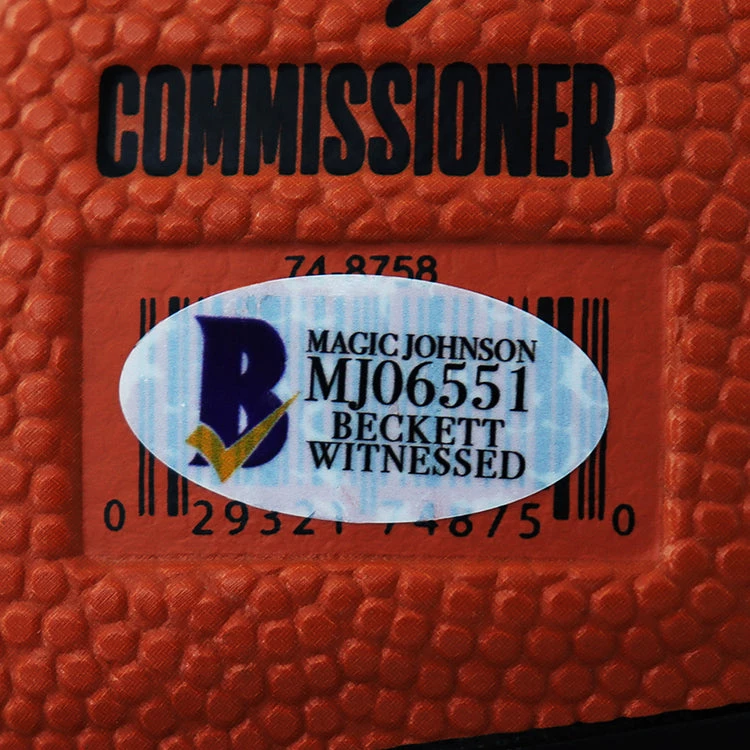 COMMISSIONER
74-8758
B
MAGIC JOHNSON
MJ06551
BECKETT
WITNESSED
0 29321 74875 0